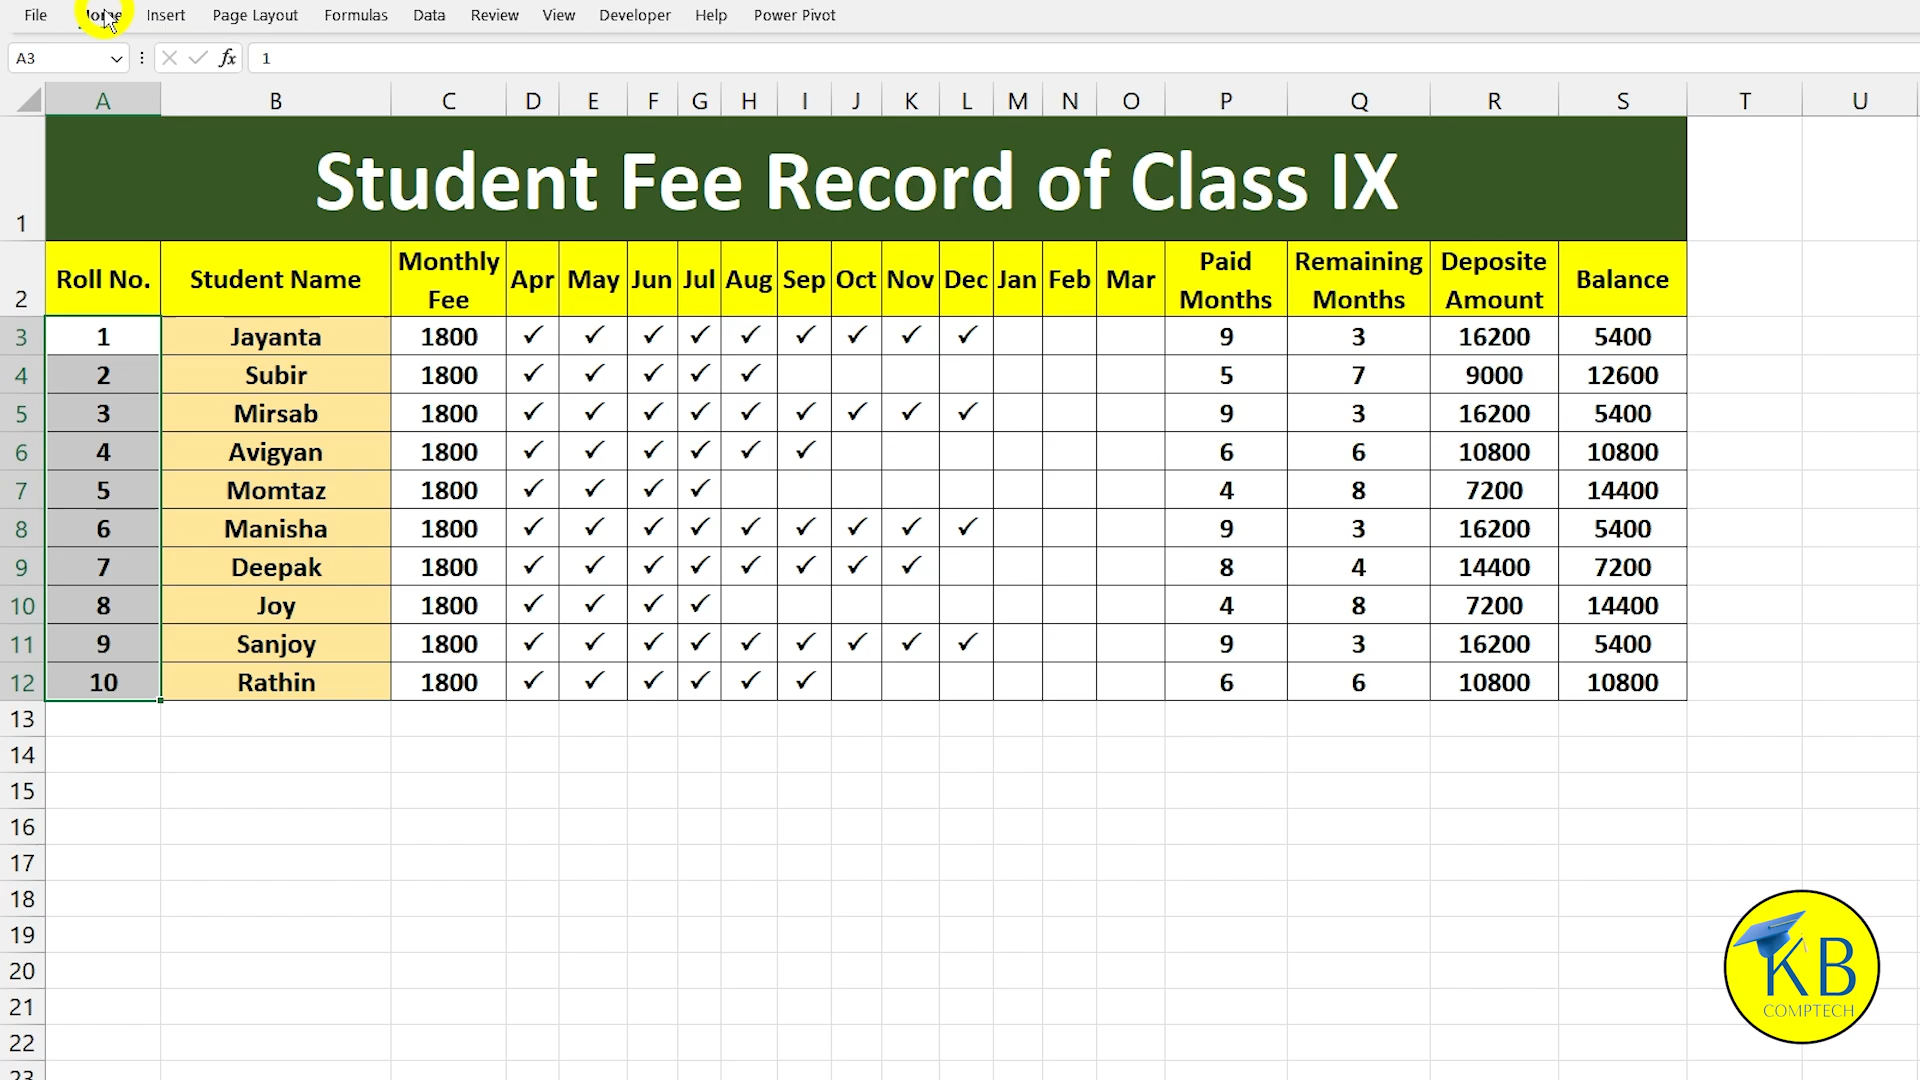 File Home Insert Page Layout Formulas Data Review View Developer Help Power Pivot
A3 fx 1
A B C D E F G H I J K L M N O P Q R S T U
1 Student Fee Record of Class IX
2 Roll No. Student Name Monthly Fee Apr May Jun Jul Aug Sep Oct Nov Dec Jan Feb Mar Paid Months Remaining Months Deposite Amount Balance
3 1 Jayanta 1800 ✓ ✓ ✓ ✓ ✓ ✓ ✓ ✓ ✓ 9 3 16200 5400
4 2 Subir 1800 ✓ ✓ ✓ ✓ ✓ 5 7 9000 12600
5 3 Mirsab 1800 ✓ ✓ ✓ ✓ ✓ ✓ ✓ ✓ ✓ 9 3 16200 5400
6 4 Avigyan 1800 ✓ ✓ ✓ ✓ ✓ ✓ 6 6 10800 10800
7 5 Momtaz 1800 ✓ ✓ ✓ ✓ 4 8 7200 14400
8 6 Manisha 1800 ✓ ✓ ✓ ✓ ✓ ✓ ✓ ✓ ✓ 9 3 16200 5400
9 7 Deepak 1800 ✓ ✓ ✓ ✓ ✓ ✓ ✓ ✓ 8 4 14400 7200
10 8 Joy 1800 ✓ ✓ ✓ ✓ 4 8 7200 14400
11 9 Sanjoy 1800 ✓ ✓ ✓ ✓ ✓ ✓ ✓ ✓ ✓ 9 3 16200 5400
12 10 Rathin 1800 ✓ ✓ ✓ ✓ ✓ ✓ 6 6 10800 10800
13
14
15
16
17
18
19
20
21
22
23
KB
COMPTECH